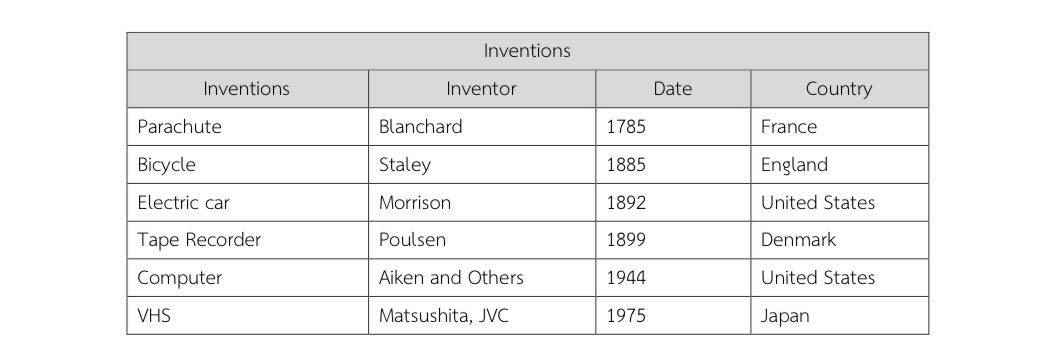 Inventions
Inventions Inventor Date Country
Parachute Blanchard 1785 France
Bicycle Staley 1885 England
Electric car Morrison 1892 United States
Tape Recorder Poulsen 1899 Denmark
Computer Aiken and Others 1944 United States
VHS Matsushita, JVC 1975 Japan